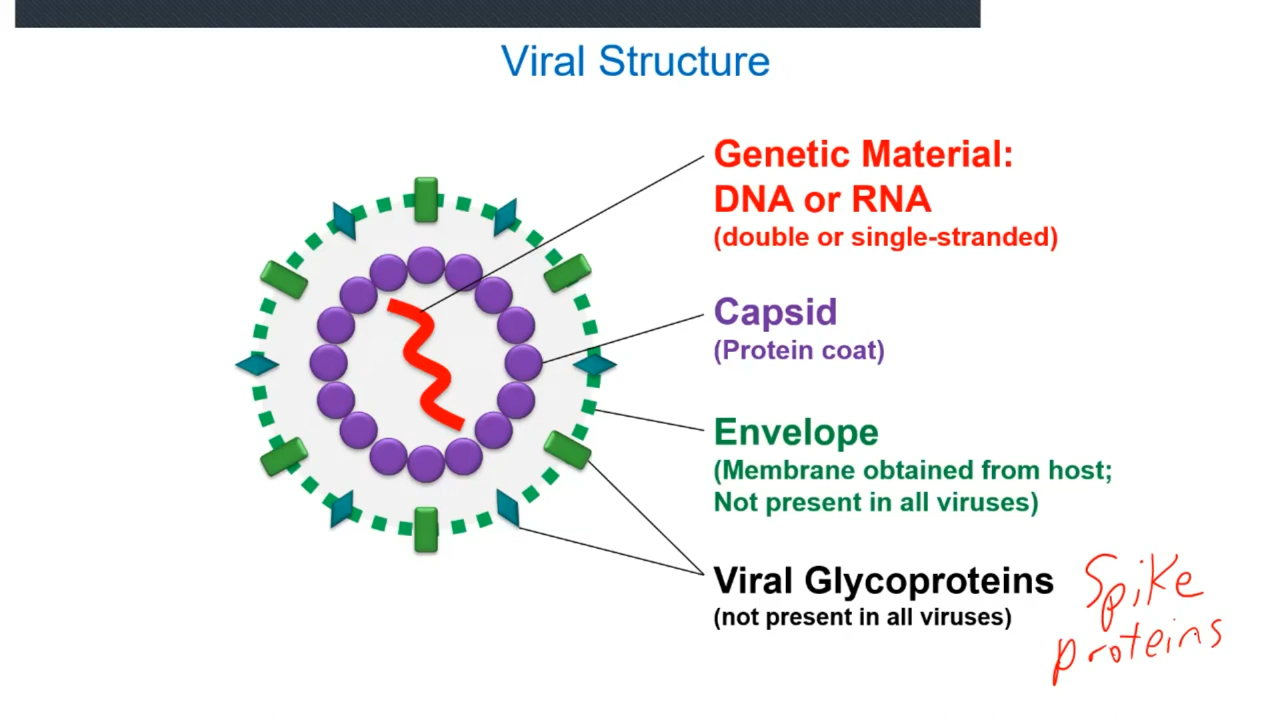 Viral Structure
Genetic Material:
DNA or RNA
(double or single-stranded)
Capsid
(Protein coat)
Envelope
(Membrane obtained from host;
Not present in all viruses)
Viral Glycoproteins
(not present in all viruses)
Spike
proteins